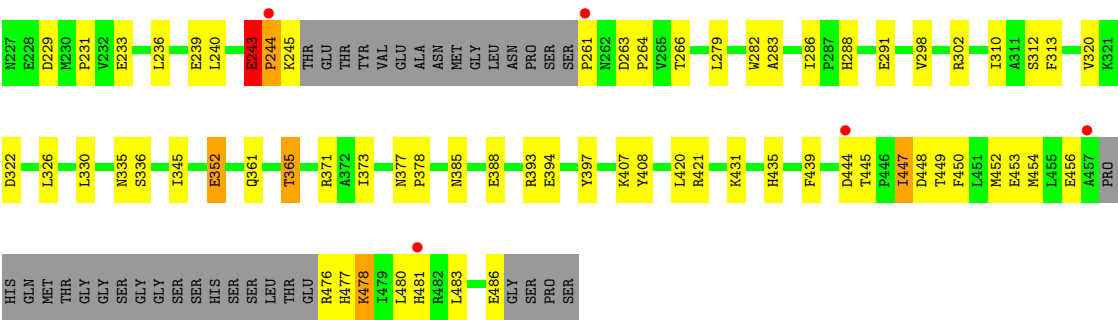 N227 E228 D229 M230 P231 V232 E233 L236 E239 L240 E243 P244 K245 THR GLU THR TYR VAL GLU ALA ASN MET GLY LEU ASN PRO SER SER P261 N262 D263 P264 V265 T266 L279 W282 A283 I286 P287 H288 E291 V298 R302 I310 A311 S312 F313 V320 K321
D322 L326 L330 N335 S336 I345 E352 Q361 T365 R371 A372 I373 N377 P378 N385 E388 R393 E394 Y397 K407 Y408 L420 R421 K431 H435 F439 D444 T445 P446 I447 D448 T449 F450 L451 M452 E453 M454 L455 E456 A457 PRO
HIS GLN MET THR GLY GLY SER GLY GLY SER SER HIS SER SER LEU THR GLU R476 H477 K478 I479 L480 H481 R482 L483 E486 GLY SER PRO SER